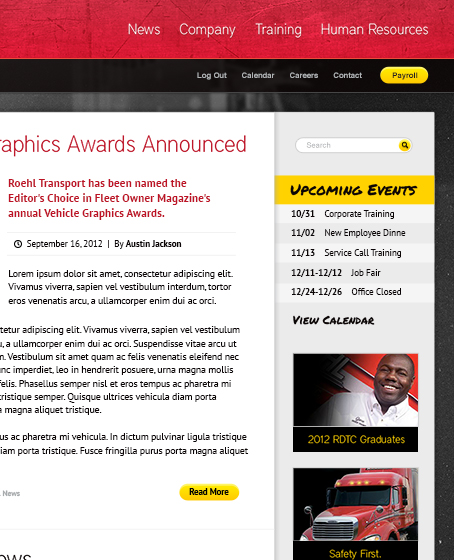 News Company Training Human Resources
Log Out Calendar Careers Contact Payroll
raphics Awards Announced
Roehl Transport has been named the
Editor's Choice in Fleet Owner Magazine's
annual Vehicle Graphics Awards.
September 16, 2012 | By Austin Jackson
Lorem ipsum dolor sit amet, consectetur adipiscing elit.
Vivamus viverra, sapien vel vestibulum interdum, tortor
eros venenatis arcu, a ullamcorper enim dui ac orci.
tetur adipiscing elit. Vivamus viverra, sapien vel vestibulum
u, a ullamcorper enim dui ac orci. Suspendisse vitae arcu ut
m. Vestibulum sit amet quam ac felis venenatis eleifend nec
unc imperdiet, leo in hendrerit posuere, urna magna mollis
felis. Phasellus semper nisl et eros tempus ac pharetra mi
tristique semper. Quisque ultrices vehicula diam porta
a magna aliquet tristique.
us ac pharetra mi vehicula. In dictum pulvinar ligula tristique
iam porta tristique. Fusce fringilla purus porta magna aliquet
News
Read More
ews
Search
Upcoming Events
10/31 Corporate Training
11/02 New Employee Dinne
11/13 Service Call Training
12/11-12/12 Job Fair
12/24-12/26 Office Closed
View Calendar
2012 RDTC Graduates
Safety First.